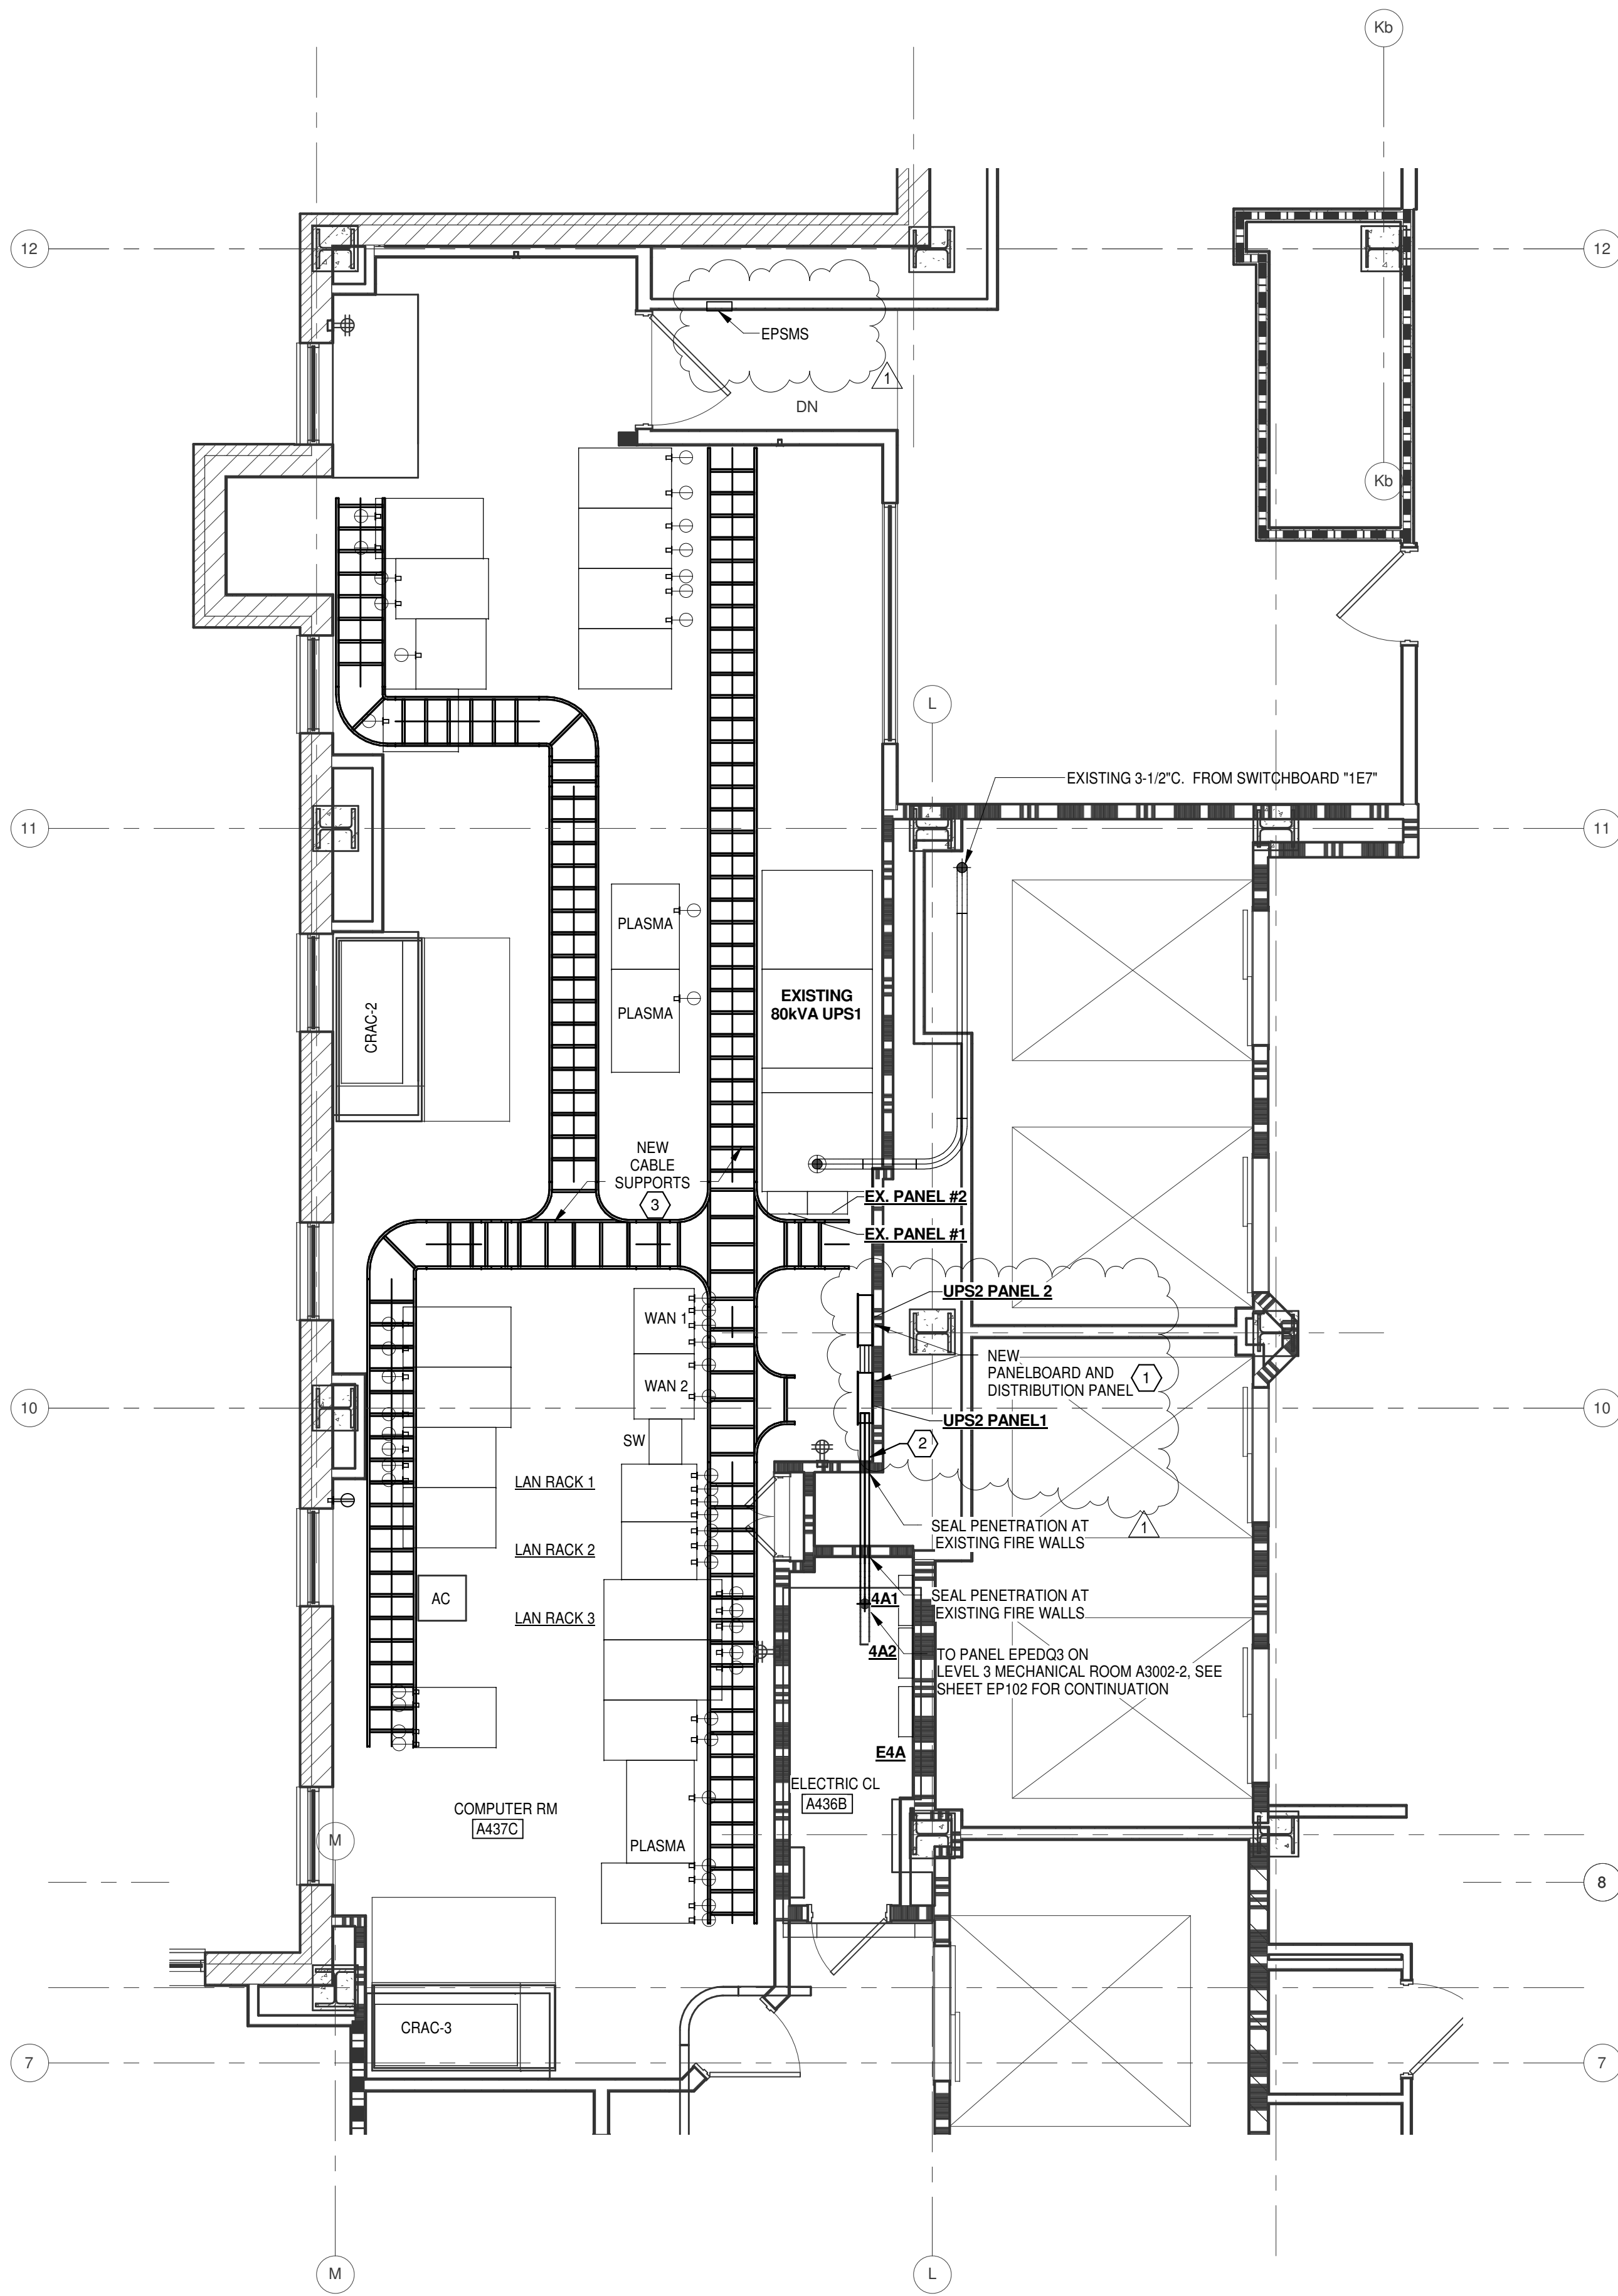 Kb
12
12
EPSMS
1
DN
Kb
L
EXISTING 3-1/2"C.  FROM SWITCHBOARD "1E7"
11
11
PLASMA
PLASMA
EXISTING
80kVA UPS1
CRAC-2
NEW
CABLE
SUPPORTS
3
EX. PANEL #2
EX. PANEL #1
UPS2 PANEL 2
WAN 1
NEW
PANELBOARD AND
DISTRIBUTION PANEL
1
WAN 2
10
10
UPS2 PANEL1
SW
2
LAN RACK 1
SEAL PENETRATION AT
EXISTING FIRE WALLS
1
LAN RACK 2
AC
LAN RACK 3
4A1
SEAL PENETRATION AT
EXISTING FIRE WALLS
4A2
TO PANEL EPEDQ3 ON
LEVEL 3 MECHANICAL ROOM A3002-2, SEE
SHEET EP102 FOR CONTINUATION
E4A
ELECTRIC CL
A436B
COMPUTER RM
A437C
M
PLASMA
8
CRAC-3
7
7
M
L